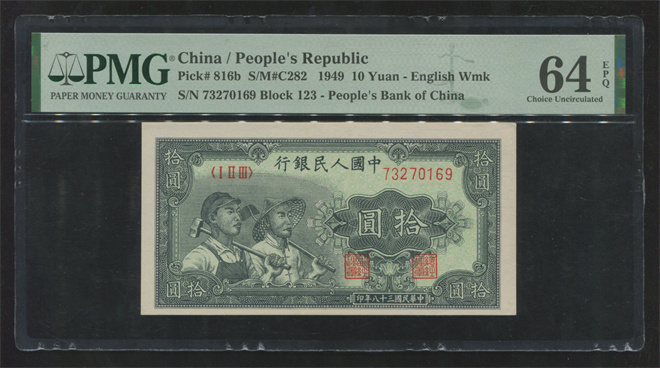 PMG®
PAPER MONEY GUARANTY
China / People's Republic
Pick# 816b S/M#C282 1949 10 Yuan - English Wmk
S/N 73270169 Block 123 - People's Bank of China
64 EPQ
Choice Uncirculated
行銀民人國中
(I II III)
73270169
拾圓
拾圓
圓拾
圓拾
圓拾
印年八十三國民華中